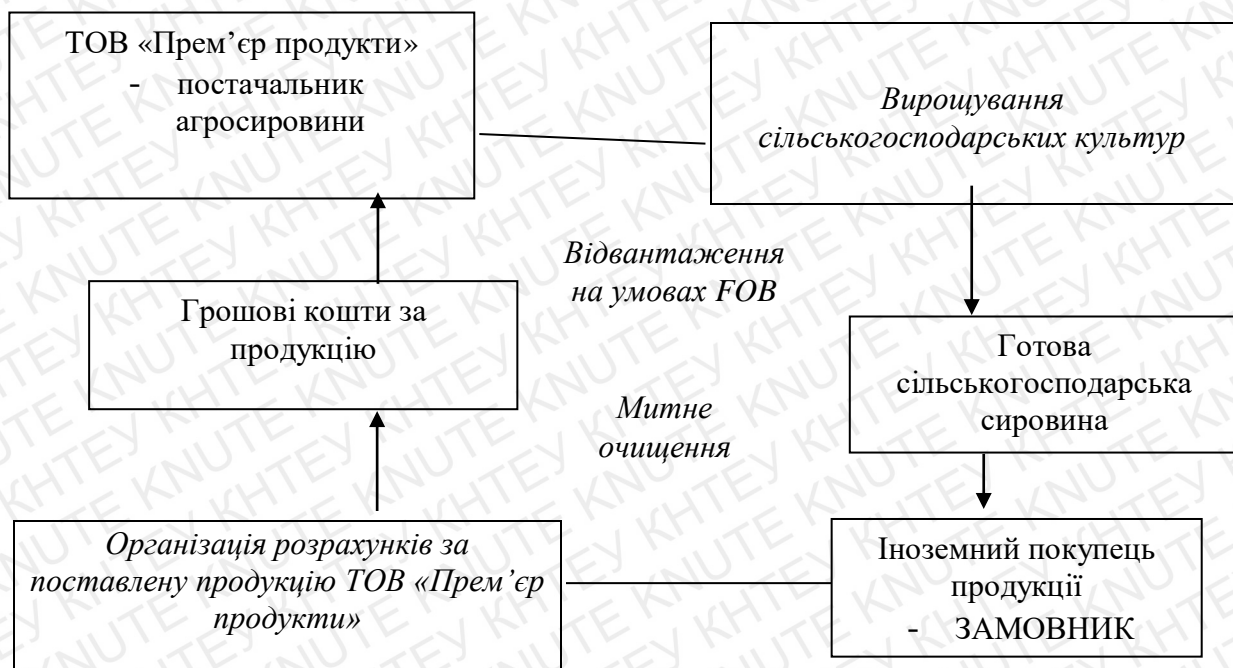 ТОВ «Прем’єр продукти»
- постачальник
агросировини
Вирощування
сільськогосподарських культур
Відвантаження
на умовах FOB
Грошові кошти за
продукцію
Готова
сільськогосподарська
сировина
Митне
очищення
Організація розрахунків за
поставлену продукцію ТОВ «Прем’єр
продукти»
Іноземний покупець
продукції
- ЗАМОВНИК